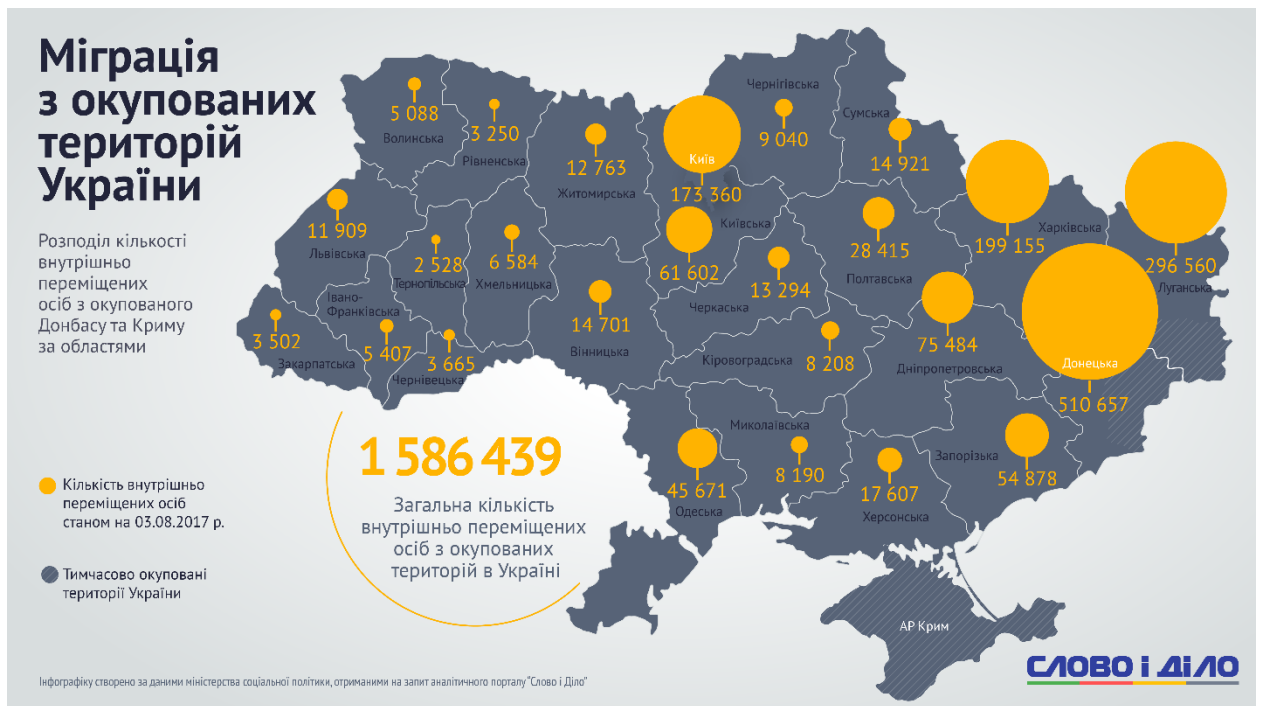 Міграція
з окупованих
територій
України
Розподіл кількості
внутрішньо
переміщених
осіб з окупованого
Донбасу та Криму
за областями
5 088
Волинська
3 250
Рівненська
12 763
Житомирська
Київ
173 360
Київська
61 602
Чернігівська
9 040
Сумська
14 921
11 909
Львівська
2 528
Тернопільська
6 584
Хмельницька
14 701
Вінницька
13 294
Черкаська
28 415
Полтавська
199 155
Харківська
296 560
Луганська
3 502
Закарпатська
Івано-
Франківська
5 407
3 665
Чернівецька
Кіровоградська
8 208
75 484
Дніпропетровська
Донецька
510 657
45 671
Одеська
Миколаївська
8 190
17 607
Херсонська
Запорізька
54 878
АР Крим
1 586 439
Загальна кількість
внутрішньо переміщених
осіб з окупованих
територій в Україні
Кількість внутрішньо
переміщених осіб
станом на 03.08.2017 р.
Тимчасово окуповані
території України
Інфографіку створено за даними міністерства соціальної політики, отриманими на запит аналітичного порталу "Слово і Діло"
СЛОВО і ДіЛО